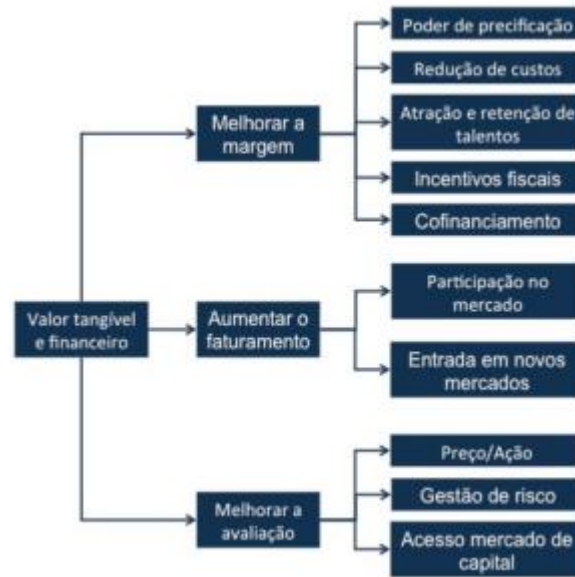 Valor tangível
e financeiro
Melhorar a
margem
Poder de precificação
Redução de custos
Atração e retenção de
talentos
Incentivos fiscais
Cofinanciamento
Aumentar o
faturamento
Participação no
mercado
Entrada em novos
mercados
Melhorar a
avaliação
Preço/Ação
Gestão de risco
Acesso mercado de
capital